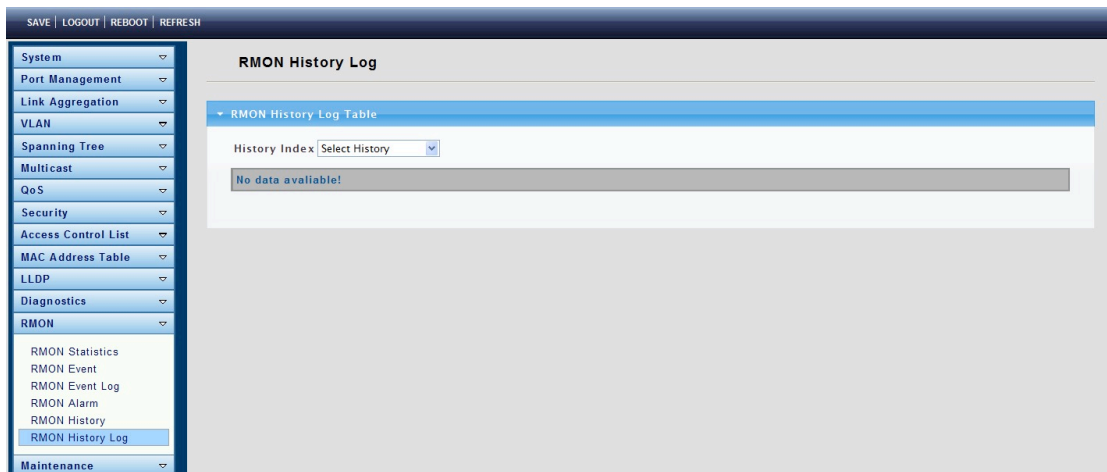 SAVE | LOGOUT | REBOOT | REFRESH
System
Port Management
Link Aggregation
VLAN
Spanning Tree
Multicast
QoS
Security
Access Control List
MAC Address Table
LLDP
Diagnostics
RMON
RMON Statistics
RMON Event
RMON Event Log
RMON Alarm
RMON History
RMON History Log
Maintenance
RMON History Log
RMON History Log Table
History Index Select History
No data avaliable!